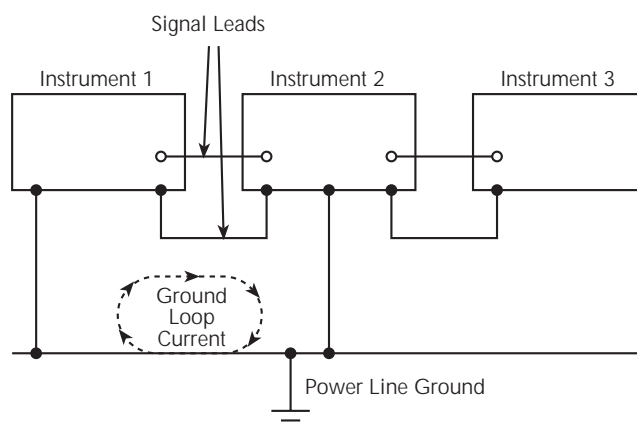 Signal Leads
Instrument 1
Instrument 2
Instrument 3
Ground
Loop
Current
Power Line Ground